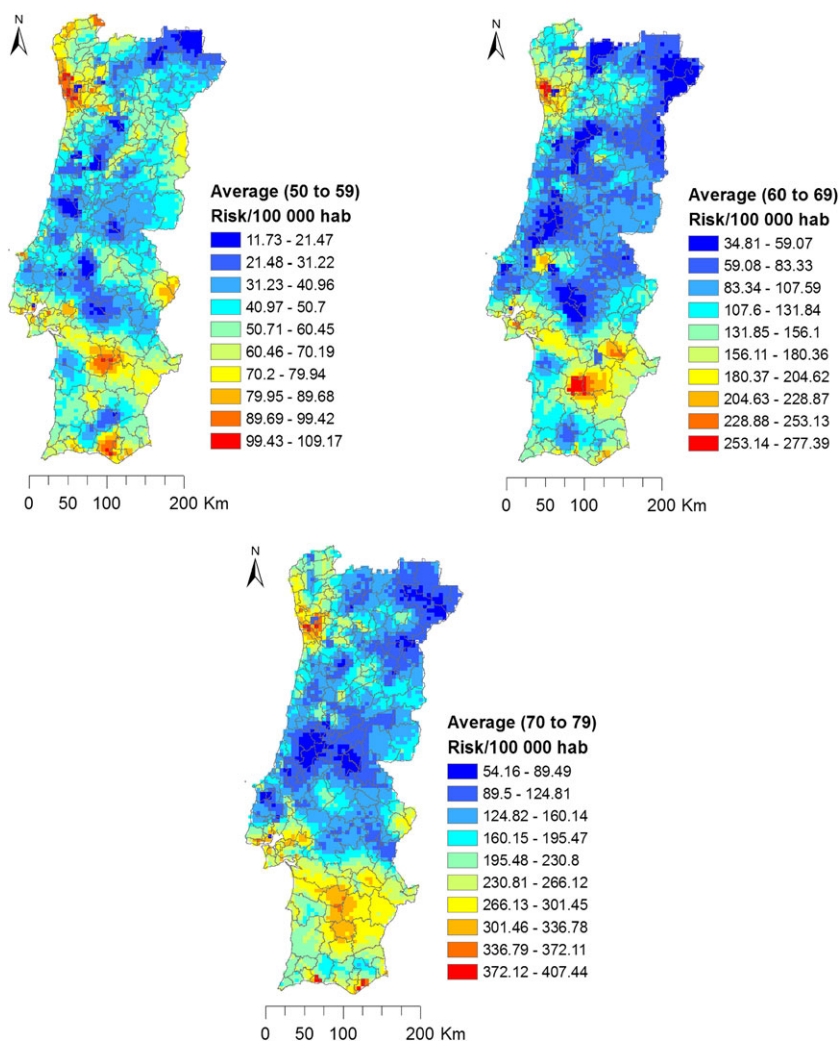 N
Average (50 to 59)
Risk/100 000 hab
11.73 - 21.47
21.48 - 31.22
31.23 - 40.96
40.97 - 50.7
50.71 - 60.45
60.46 - 70.19
70.2 - 79.94
79.95 - 89.68
89.69 - 99.42
99.43 - 109.17
0 50 100 200 Km
N
Average (60 to 69)
Risk/100 000 hab
34.81 - 59.07
59.08 - 83.33
83.34 - 107.59
107.6 - 131.84
131.85 - 156.1
156.11 - 180.36
180.37 - 204.62
204.63 - 228.87
228.88 - 253.13
253.14 - 277.39
0 50 100 200 Km
N
Average (70 to 79)
Risk/100 000 hab
54.16 - 89.49
89.5 - 124.81
124.82 - 160.14
160.15 - 195.47
195.48 - 230.8
230.81 - 266.12
266.13 - 301.45
301.46 - 336.78
336.79 - 372.11
372.12 - 407.44
0 50 100 200 Km